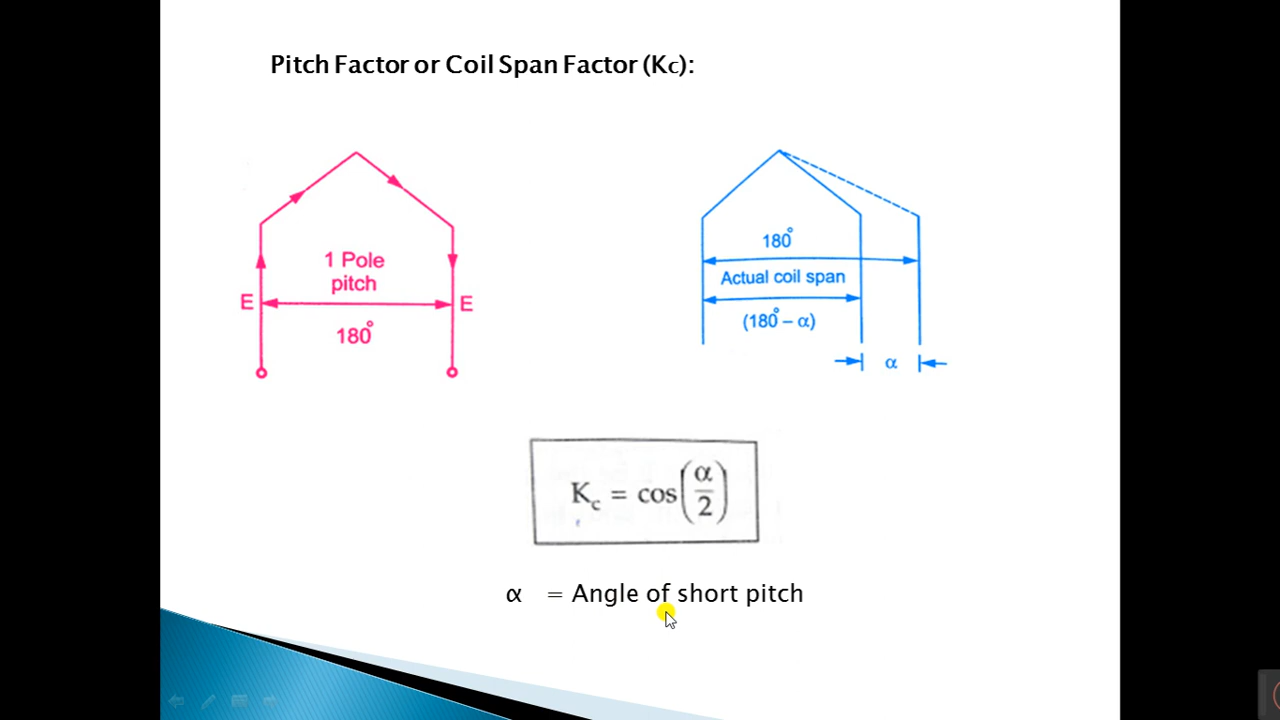 Pitch Factor or Coil Span Factor (Kc):
1 Pole
pitch
E
E
180°
180°
Actual coil span
(180° – α)
α
Kc = cos(α/2)
α = Angle of short pitch